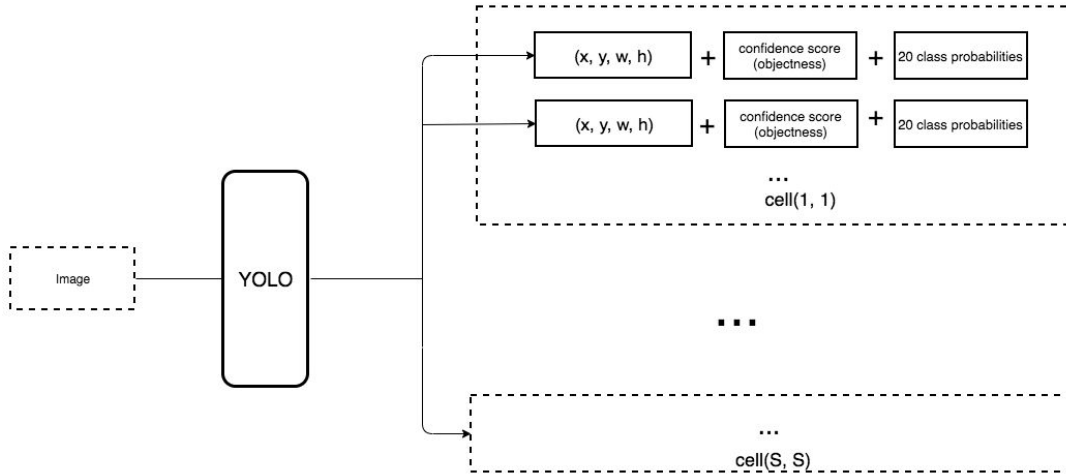 (x, y, w, h) + confidence score (objectness) + 20 class probabilities
(x, y, w, h) + confidence score (objectness) + 20 class probabilities
...
cell(1, 1)
Image
YOLO
...
...
cell(S, S)